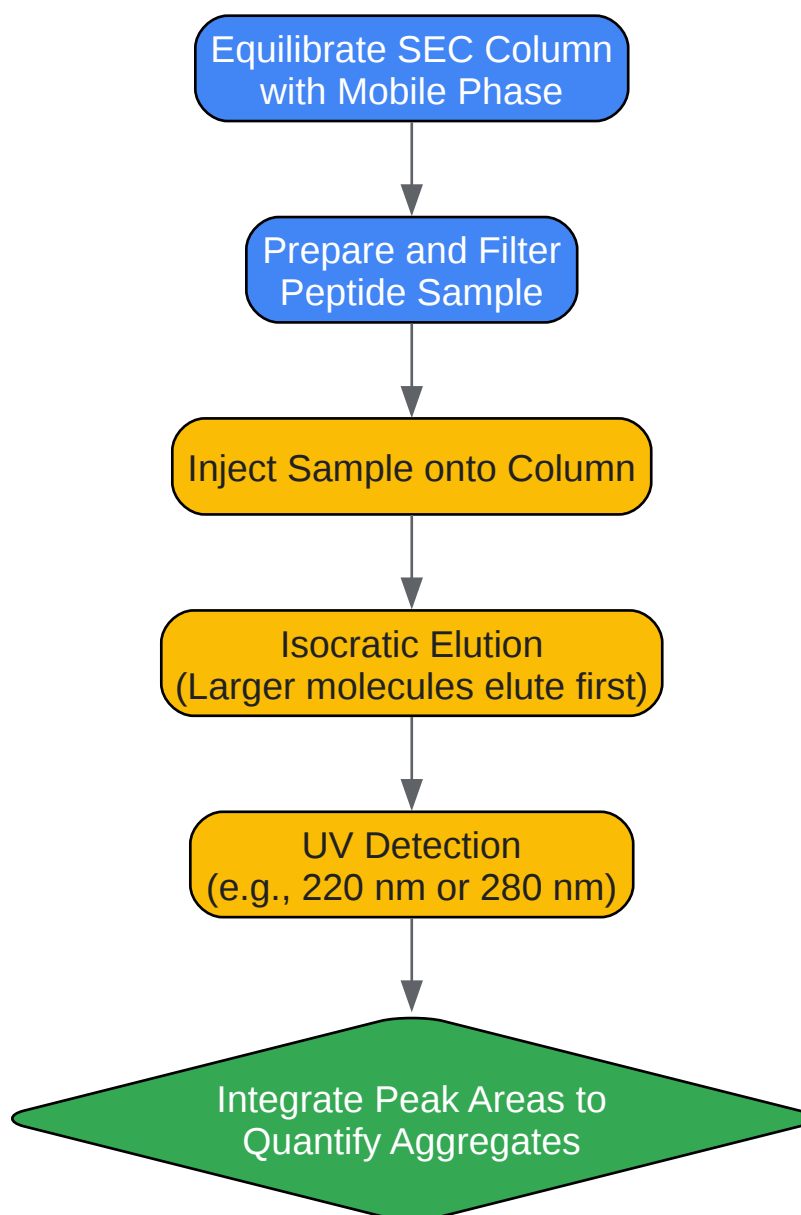 Equilibrate SEC Column
with Mobile Phase
Prepare and Filter
Peptide Sample
Inject Sample onto Column
Isocratic Elution
(Larger molecules elute first)
UV Detection
(e.g., 220 nm or 280 nm)
Integrate Peak Areas to
Quantify Aggregates